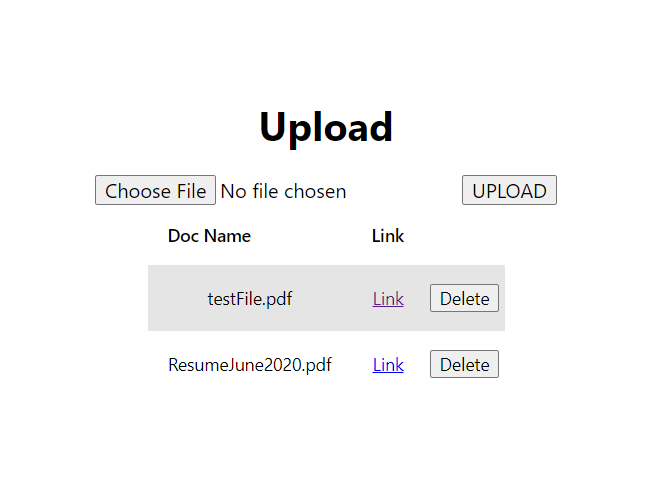 Upload
Choose File No file chosen UPLOAD
Doc Name Link
testFile.pdf Link Delete
ResumeJune2020.pdf Link Delete